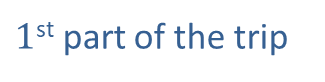 1st part of the trip